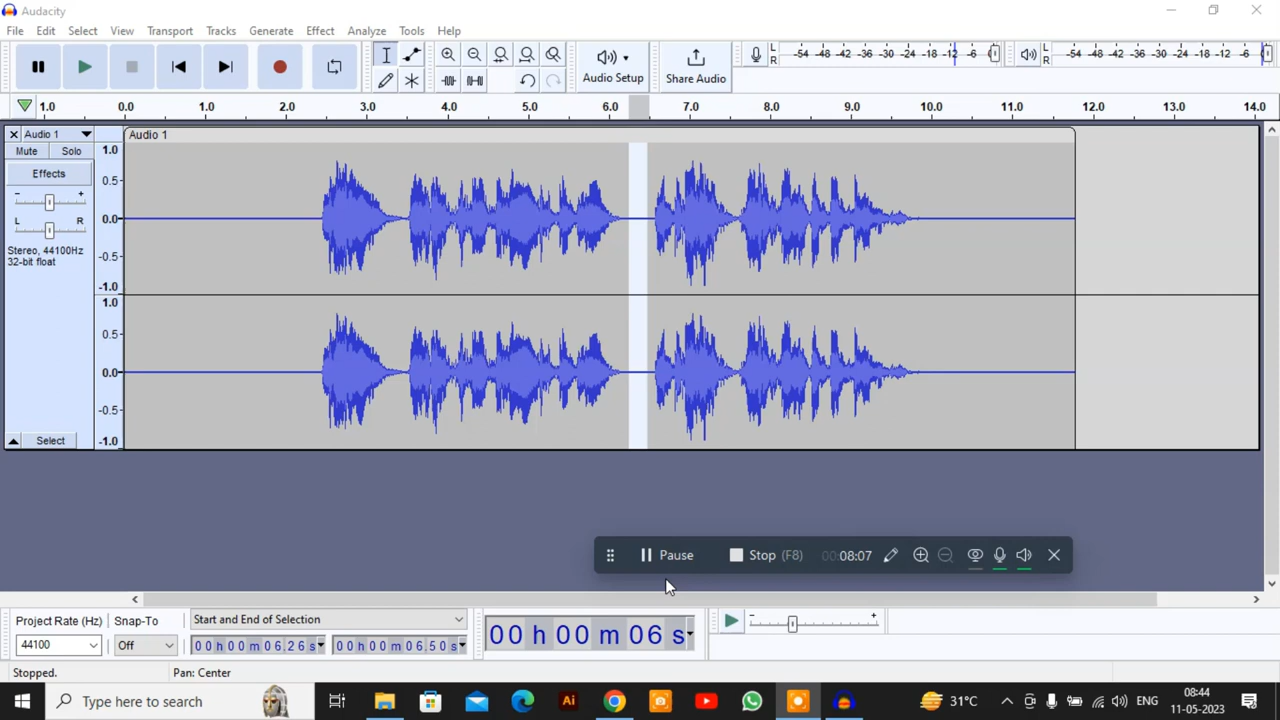 Audacity
File Edit Select View Transport Tracks Generate Effect Analyze Tools Help
Audio Setup
Share Audio
L
R
-54 -48 -42 -36 -30 -24 -18 -12 -6 0
L
R
-54 -48 -42 -36 -30 -24 -18 -12 -6 0
1.0 0.0 1.0 2.0 3.0 4.0 5.0 6.0 7.0 8.0 9.0 10.0 11.0 12.0 13.0 14.0
Audio 1
Mute Solo
Effects
- +
L R
Stereo, 44100Hz
32-bit float
Select
1.0
0.5
0.0
-0.5
-1.0
1.0
0.5
0.0
-0.5
-1.0
Audio 1
Pause Stop (F8) 00:08:07
Project Rate (Hz) Snap-To Start and End of Selection
44100 Off 00h00m06.26s 00h00m06.50s
00 h 00 m 06 s
- +
Stopped. Pan: Center
Type here to search
Ai
31°C
ENG
08:44
11-05-2023